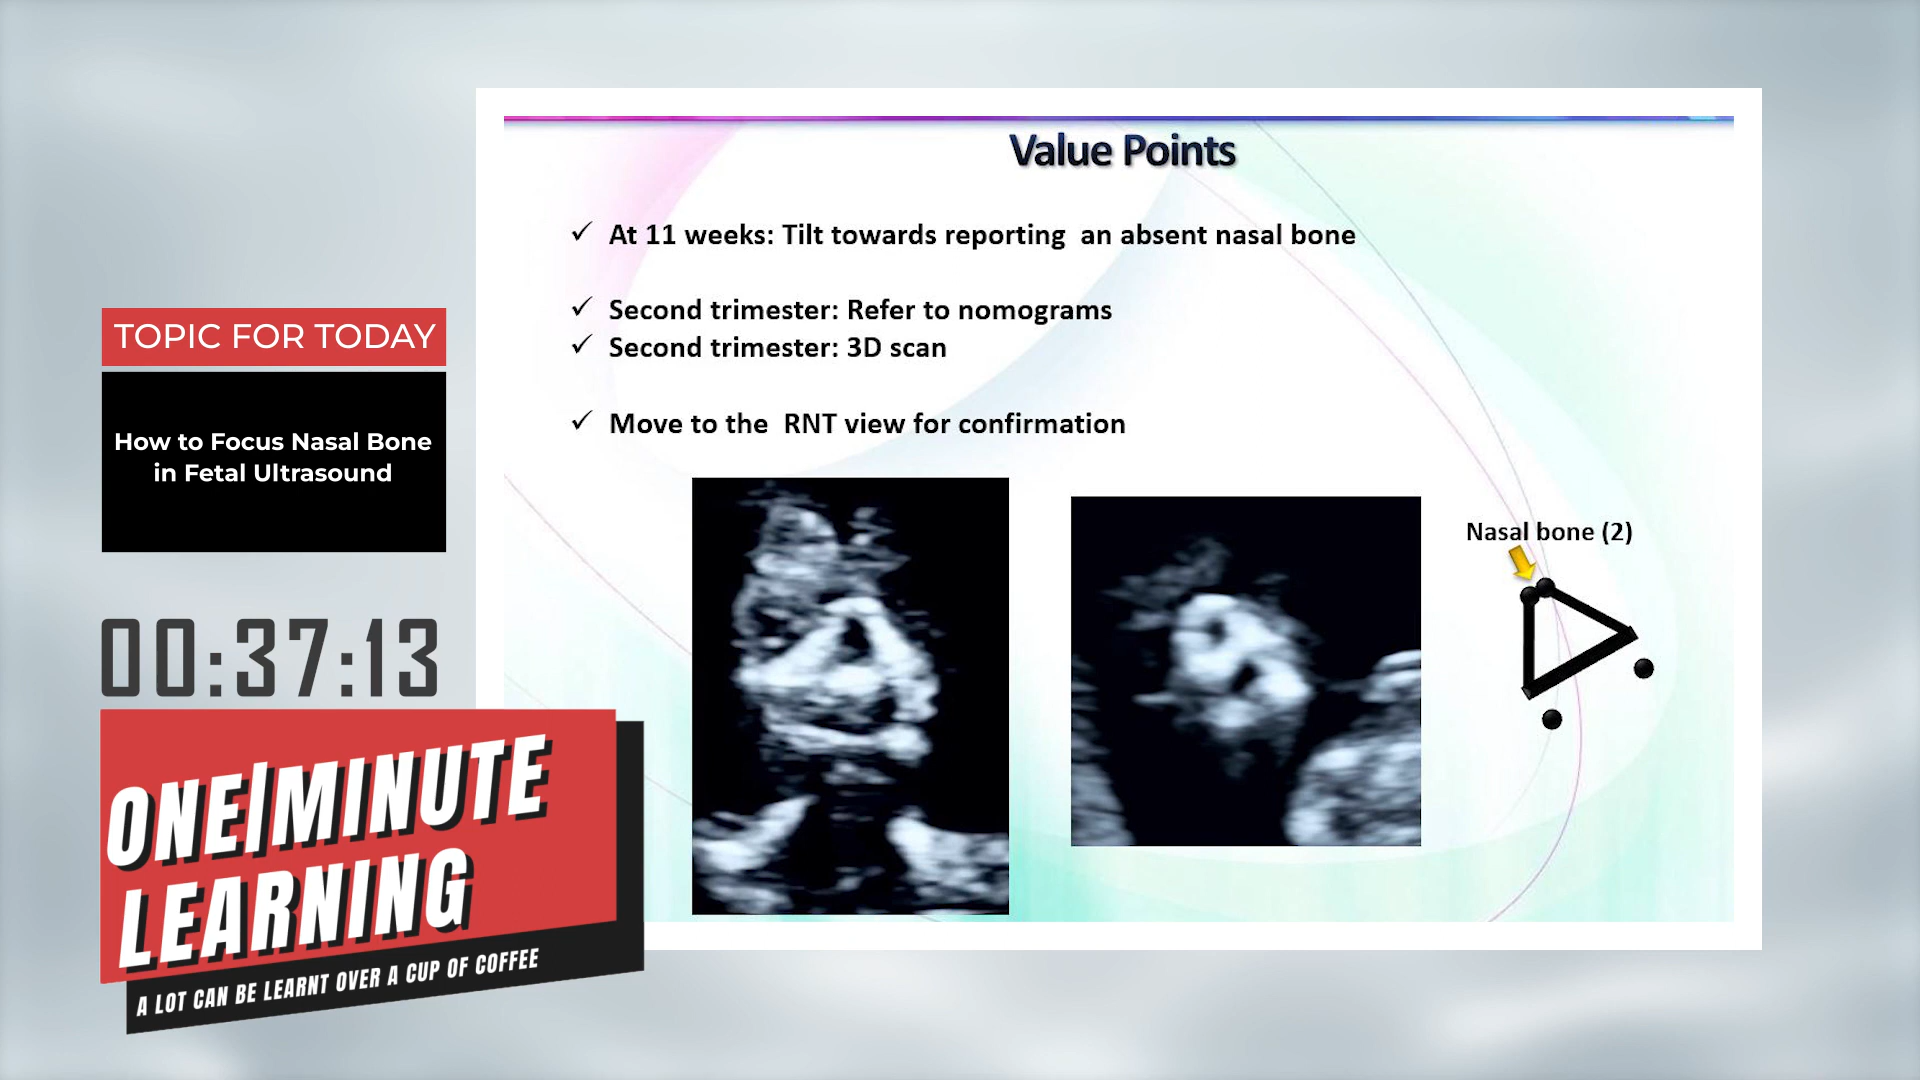 Value Points
✓ At 11 weeks: Tilt towards reporting an absent nasal bone
✓ Second trimester: Refer to nomograms
✓ Second trimester: 3D scan
✓ Move to the RNT view for confirmation
Nasal bone (2)
TOPIC FOR TODAY
How to Focus Nasal Bone
in Fetal Ultrasound
00:37:13
ONE|MINUTE
LEARNING
A LOT CAN BE LEARNT OVER A CUP OF COFFEE